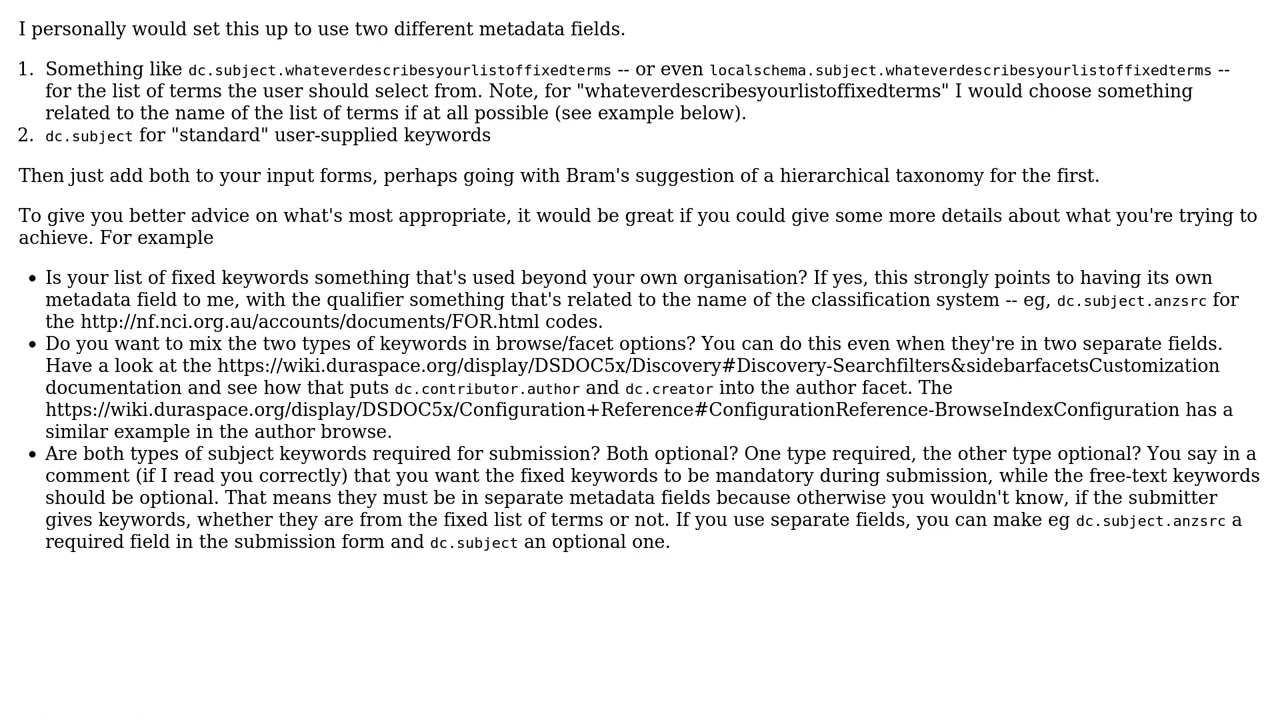 I personally would set this up to use two different metadata fields.
1. Something like dc.subject.whateverdescribesyourlistoffixedterms -- or even localschema.subject.whateverdescribesyourlistoffixedterms --
for the list of terms the user should select from. Note, for "whateverdescribesyourlistoffixedterms" I would choose something
related to the name of the list of terms if at all possible (see example below).
2. dc.subject for "standard" user-supplied keywords
Then just add both to your input forms, perhaps going with Bram's suggestion of a hierarchical taxonomy for the first.
To give you better advice on what's most appropriate, it would be great if you could give some more details about what you're trying to
achieve. For example
• Is your list of fixed keywords something that's used beyond your own organisation? If yes, this strongly points to having its own
metadata field to me, with the qualifier something that's related to the name of the classification system -- eg, dc.subject.anzsrc for
the http://nf.nci.org.au/accounts/documents/FOR.html codes.
• Do you want to mix the two types of keywords in browse/facet options? You can do this even when they're in two separate fields.
Have a look at the https://wiki.duraspace.org/display/DSDOC5x/Discovery#Discovery-Searchfilters&sidebarfacetsCustomization
documentation and see how that puts dc.contributor.author and dc.creator into the author facet. The
https://wiki.duraspace.org/display/DSDOC5x/Configuration+Reference#ConfigurationReference-BrowseIndexConfiguration has a
similar example in the author browse.
• Are both types of subject keywords required for submission? Both optional? One type required, the other type optional? You say in a
comment (if I read you correctly) that you want the fixed keywords to be mandatory during submission, while the free-text keywords
should be optional. That means they must be in separate metadata fields because otherwise you wouldn't know, if the submitter
gives keywords, whether they are from the fixed list of terms or not. If you use separate fields, you can make eg dc.subject.anzsrc a
required field in the submission form and dc.subject an optional one.